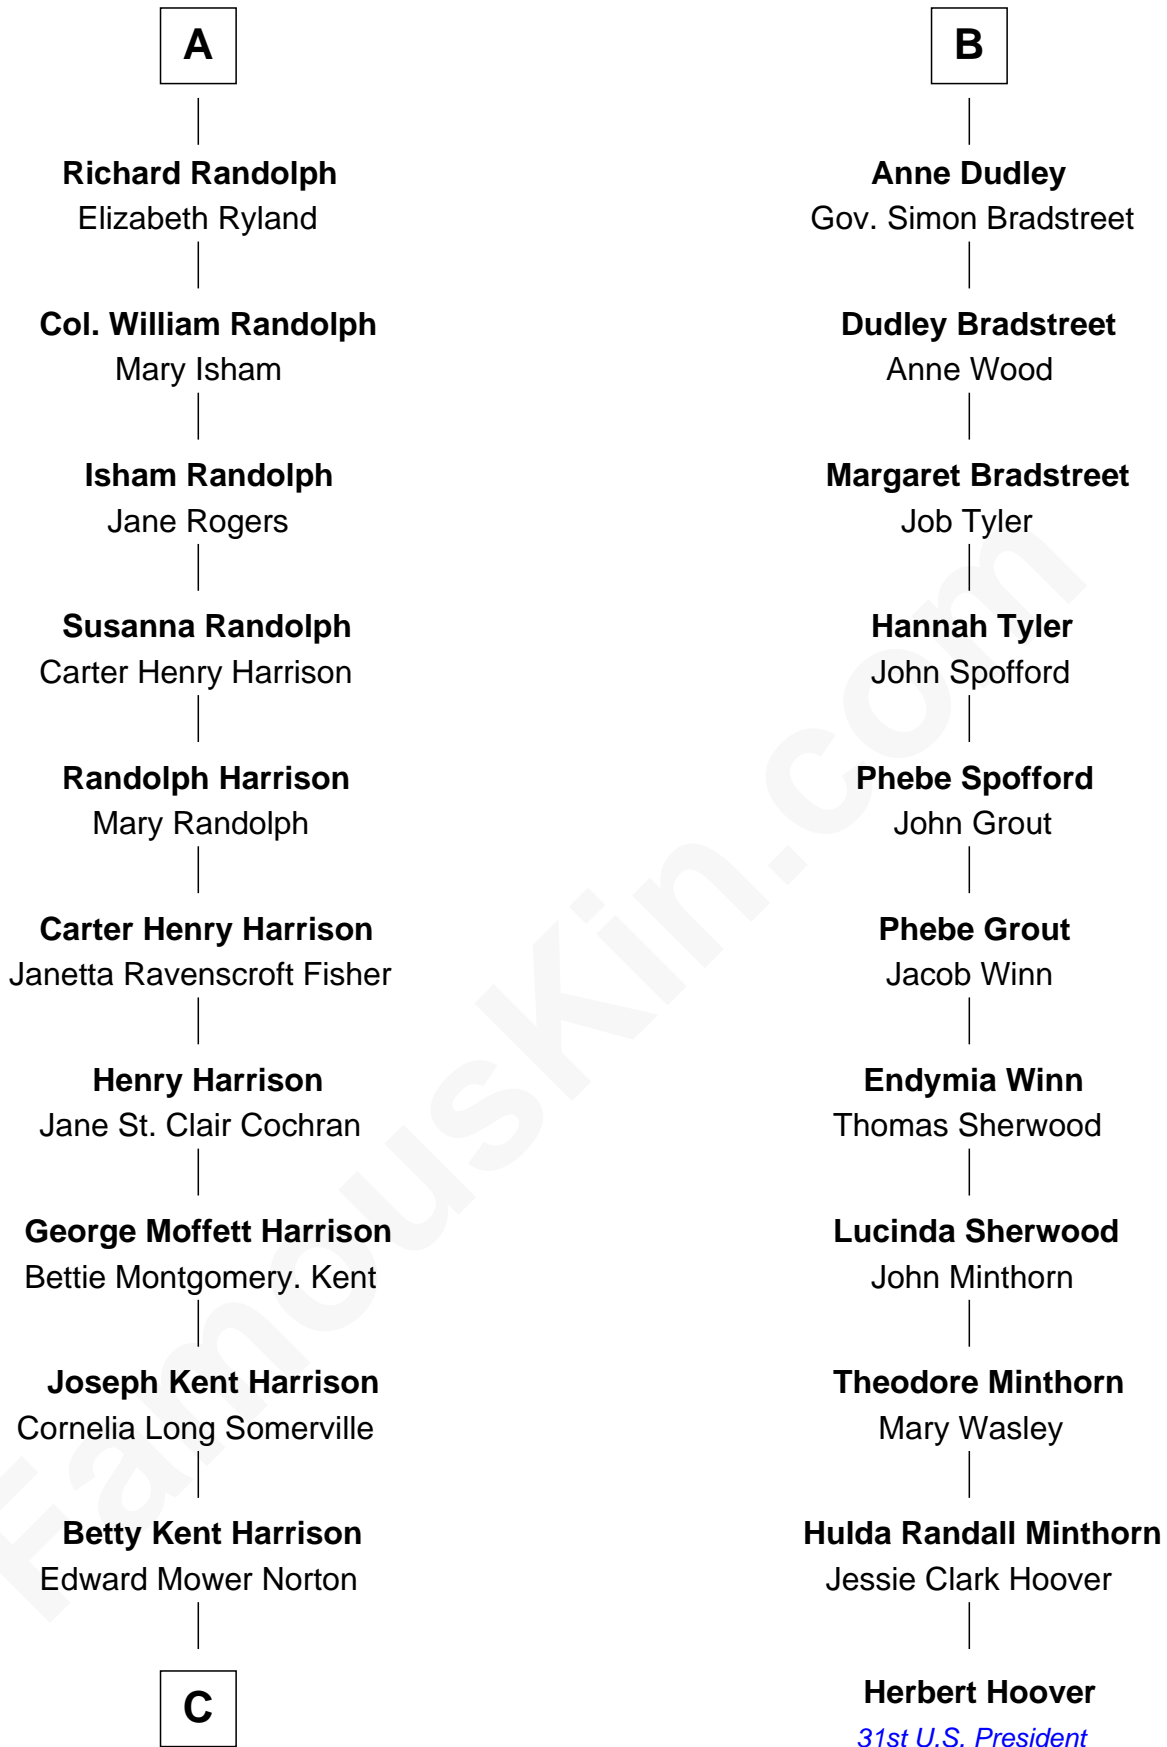 A
Richard Randolph
Elizabeth Ryland
Col. William Randolph
Mary Isham
Isham Randolph
Jane Rogers
Susanna Randolph
Carter Henry Harrison
Randolph Harrison
Mary Randolph
Carter Henry Harrison
Janetta Ravenscroft Fisher
Henry Harrison
Jane St. Clair Cochran
George Moffett Harrison
Bettie Montgomery. Kent
Joseph Kent Harrison
Cornelia Long Somerville
Betty Kent Harrison
Edward Mower Norton
C
B
Anne Dudley
Gov. Simon Bradstreet
Dudley Bradstreet
Anne Wood
Margaret Bradstreet
Job Tyler
Hannah Tyler
John Spofford
Phebe Spofford
John Grout
Phebe Grout
Jacob Winn
Endymia Winn
Thomas Sherwood
Lucinda Sherwood
John Minthorn
Theodore Minthorn
Mary Wasley
Hulda Randall Minthorn
Jessie Clark Hoover
Herbert Hoover
31st U.S. President
FamousKin.com